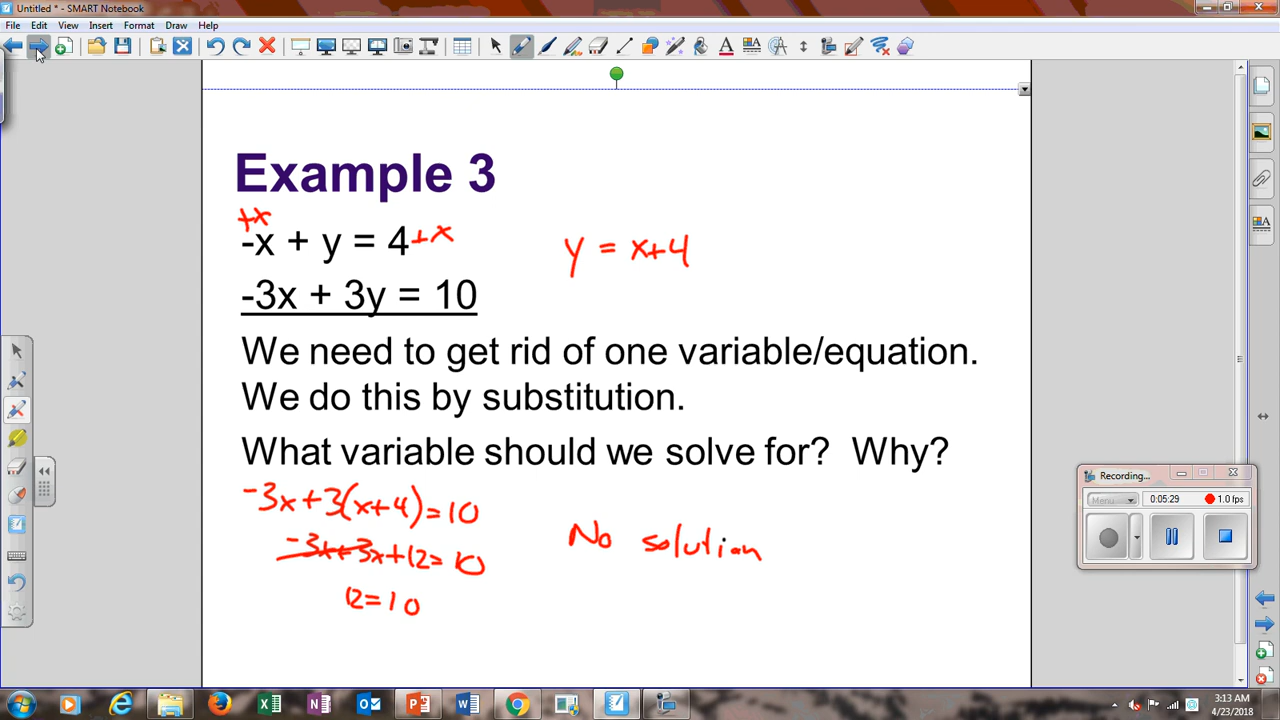 Untitled * - SMART Notebook
File Edit View Insert Format Draw Help
Example 3
+x
-x + y = 4 +x
y = x+4
-3x + 3y = 10
We need to get rid of one variable/equation.
We do this by substitution.
What variable should we solve for? Why?
-3x+3(x+4)=10
-3x+3x+12=10
12=10
No solution
Recording...
Menu
0:05:29
1.0 fps
3:13 AM
4/23/2018